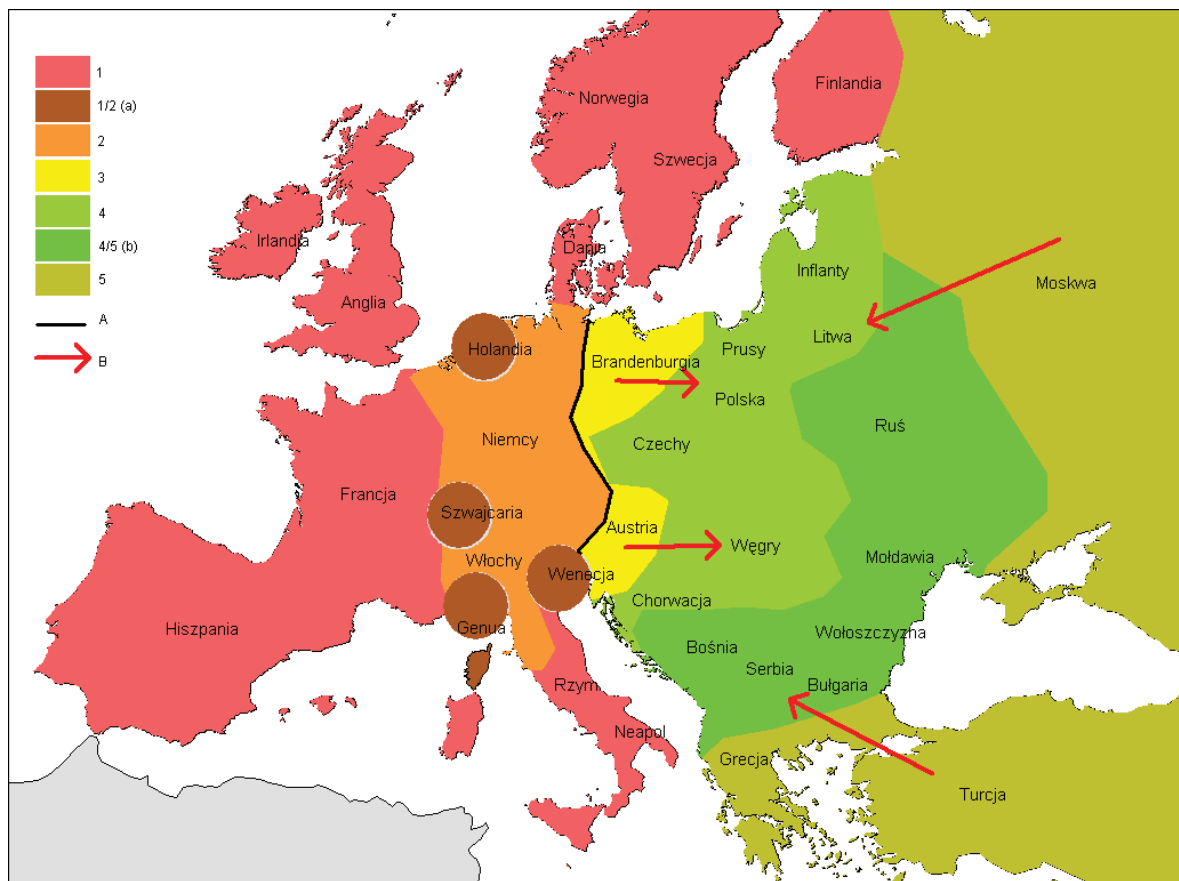 1
1/2 (a)
2
3
4
4/5 (b)
5
A
B
Finlandia
Norwegia
Szwecja
Irlandia
Dania
Inflanty
Moskwa
Anglia
Litwa
Holandia
Prusy
Brandenburgia
Polska
Ruś
Niemcy
Czechy
Francja
Szwajcaria
Austria
Węgry
Mołdawia
Włochy
Wenecja
Chorwacja
Hiszpania
Genua
Wołoszczyzna
Bośnia
Serbia
Bułgaria
Rzym
Neapol
Grecja
Turcja